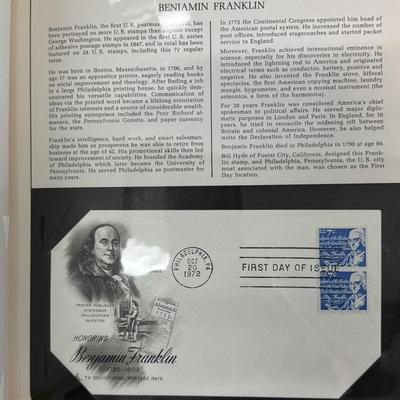 BENJAMIN FRANKLIN
Benjamin Franklin, the first U.S. postmaster general, has
been portrayed on more U.S. stamps than anyone except
George Washington. He has appeared in the U.S. series
of adhesive postage stamps in 1847, and in total has been
featured on 24 U.S. stamps, including the 7¢ regular
issue.
He was born in Boston, Massachusetts, in 1706, and by
age 17 was an apprentice printer, eagerly reading books
on social improvement and theology. After finding a job
in a large Philadelphia printing house, he quickly dem-
onstrated his versatile capabilities. Communication of
ideas via the printed word became a lifelong orientation
of Franklin interests and a source of considerable wealth.
His printing enterprises included the Poor Richard al-
manacs, the Pennsylvania Gazette, and paper currency
for the state.
Franklin's intelligence, hard work, and smart salesman-
ship made him so prosperous he was able to retire from
business at the age of 42. His promotional skills then led
toward improvement of society. He founded the Academy
of Philadelphia which later became the University of
Pennsylvania. He served Philadelphia as postmaster for
many years.
In 1775 the Continental Congress appointed him head of
the American postal system. He increased the number of
post offices, introduced stagecoaches and started packet
service to England.
Moreover, Franklin achieved international eminence in
science, especially for his discoveries in electricity. He
introduced the lightning rod to America and originated
electrical terms such as conductor, battery, positive and
negative. He also invented the Franklin stove, bifocal
spectacles, the first American copying machine, laundry
mangle, hygrometer, and even a musical instrument (the
armonica, a form of the harmonica).
For 20 years Franklin was considered America's chief
spokesman in political affairs. He served major diplo-
matic purposes in London and Paris. In England, for 16
years, he tried to reconcile the widening rift between
Britain and colonial America. However, he also helped
write the Declaration of Independence.
Benjamin Franklin died in Philadelphia in 1790 at age 84.
Bill Hyde of Foster City, California, designed this Frank-
lin stamp, and Philadelphia, Pennsylvania, the U.S. city
most associated with the man, was chosen as the First
Day location.
PRINTER-PUBLISHER
STATESMAN
PHILOSOPHER
INVENTOR
HONORING
Benjamin Franklin
7¢ EDUCATIONAL POSTAGE RATE
PHILADELPHIA, PA
OCT
20
1972
FIRST DAY OF ISSUE
U.S. 7c
U.S. 7c